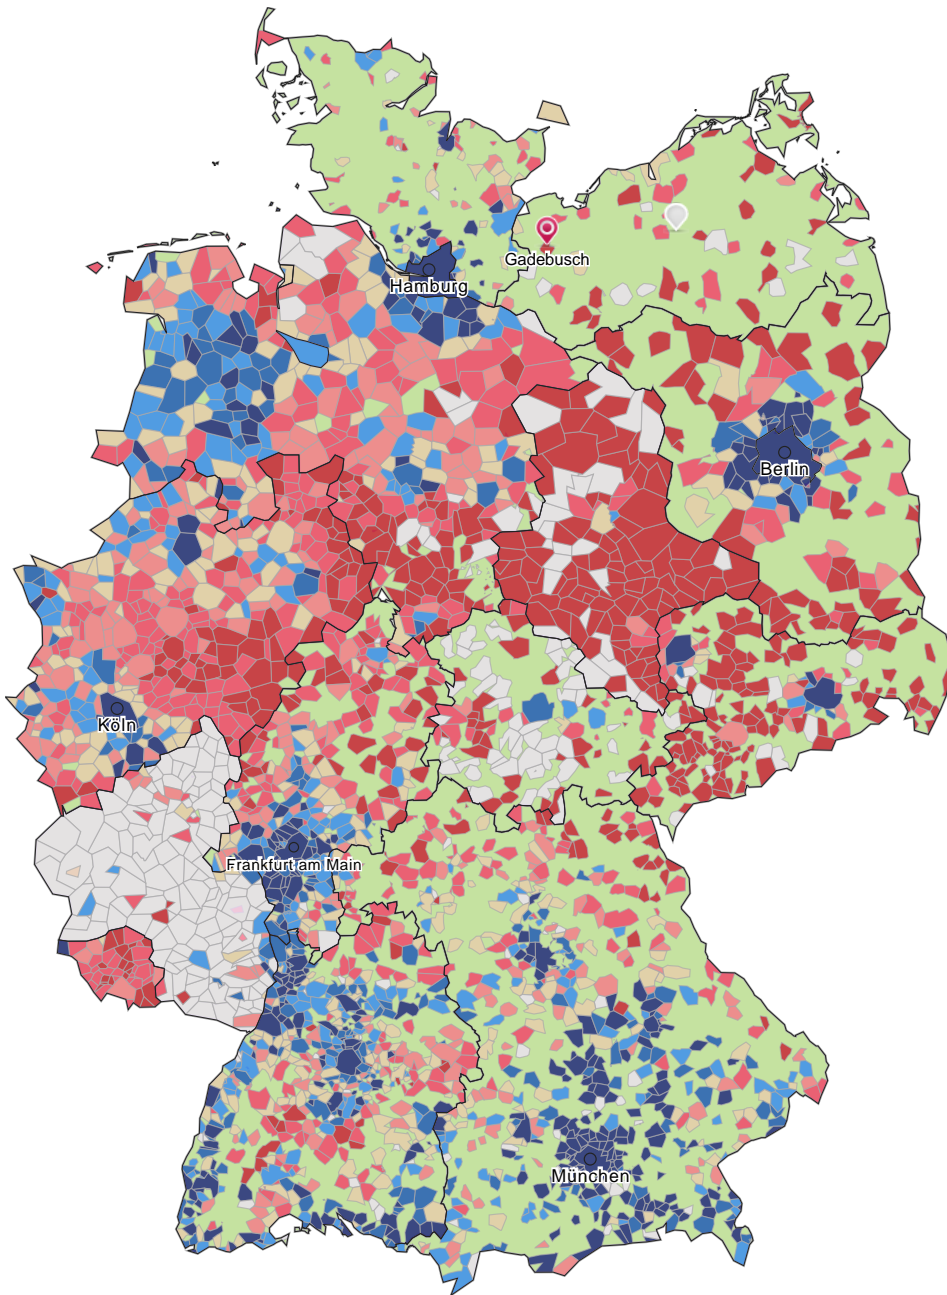 Gadebusch
Hamburg
Berlin
Köln
Frankfurt am Main
München